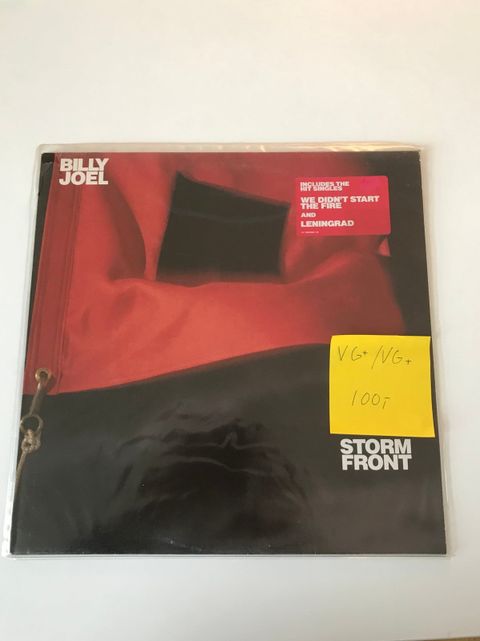 BILLY
JOEL
INCLUDES THE
HIT SINGLES
WE DIDN'T START
THE FIRE
AND
LENINGRAD
VG+/VG+
100,-
STORM
FRONT